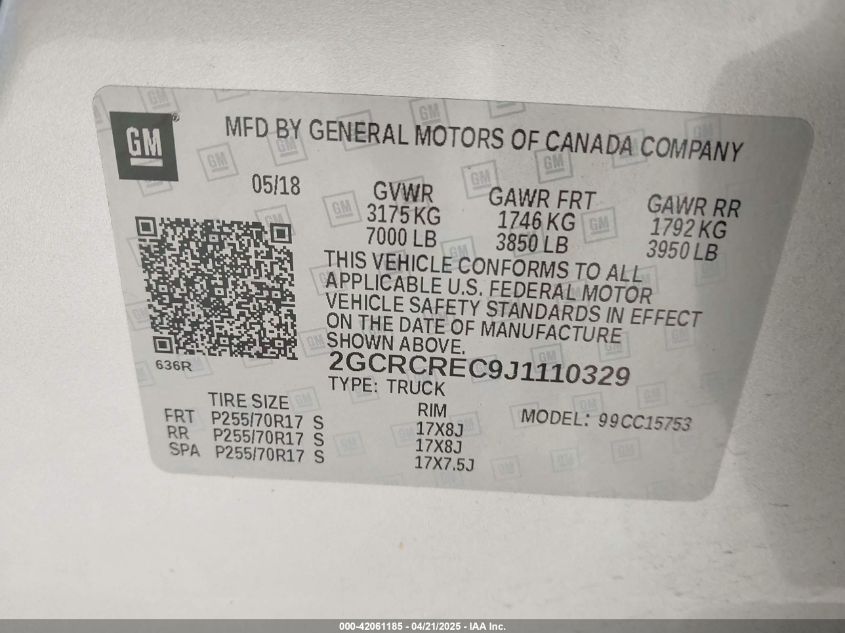 GM ®
MFD BY GENERAL MOTORS OF CANADA COMPANY
05/18
GVWR GAWR FRT GAWR RR
3175 KG 1746 KG 1792 KG
7000 LB 3850 LB 3950 LB
THIS VEHICLE CONFORMS TO ALL
APPLICABLE U.S. FEDERAL MOTOR
VEHICLE SAFETY STANDARDS IN EFFECT
ON THE DATE OF MANUFACTURE
SHOWN ABOVE.
636R
2GCRCREC9J1110329
TYPE: TRUCK
TIRE SIZE RIM MODEL: 99CC15753
FRT P255/70R17 S 17X8J
RR P255/70R17 S 17X8J
SPA P255/70R17 S 17X7.5J
000-42061185 - 04/21/2025 - IAA Inc.